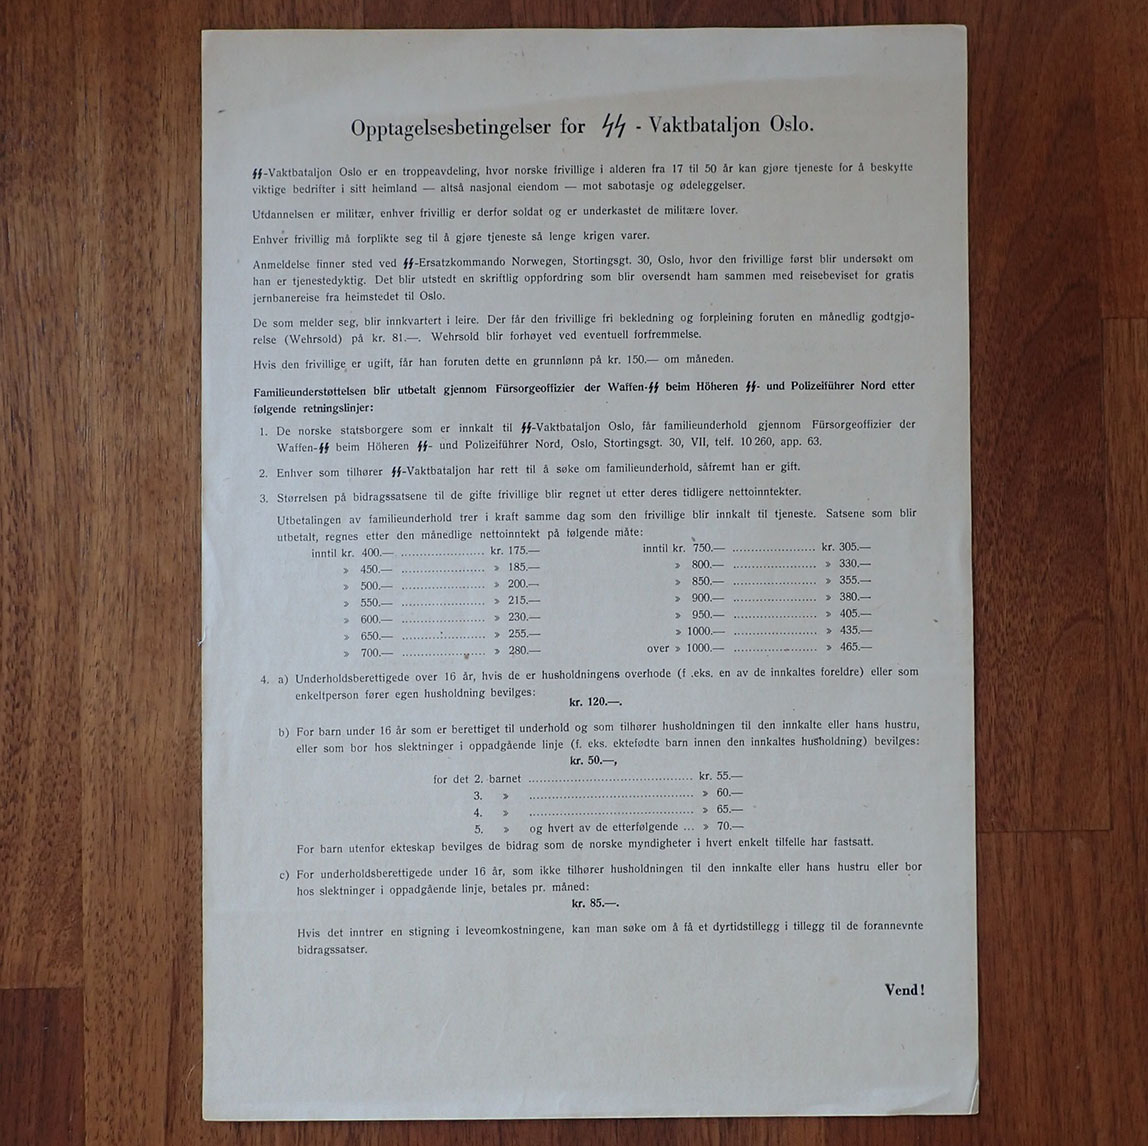 Opptagelsesbetingelser for ᛋᛋ - Vaktbataljon Oslo.
ᛋᛋ-Vaktbataljon Oslo er en troppeavdeling, hvor norske frivillige i alderen fra 17 til 50 år kan gjøre tjeneste for å beskytte
viktige bedrifter i sitt heimland — altså nasjonal eiendom — mot sabotasje og ødeleggelser.
Utdannelsen er militær, enhver frivillig er derfor soldat og er underkastet de militære lover.
Enhver frivillig må forplikte seg til å gjøre tjeneste så lenge krigen varer.
Anmeldelse finner sted ved ᛋᛋ-Ersatzkommando Norwegen, Stortingsgt. 30, Oslo, hvor den frivillige først blir undersøkt om
han er tjenestedyktig. Det blir utstedt en skriftlig oppfordring som blir oversendt ham sammen med reisebeviset for gratis
jernbanereise fra heimstedet til Oslo.
De som melder seg, blir innkvartert i leire. Der får den frivillige fri bekledning og forpleining foruten en månedlig godtgjø-
relse (Wehrsold) på kr. 81.—. Wehrsold blir forhøyet ved eventuell forfremmelse.
Hvis den frivillige er ugift, får han foruten dette en grunnlønn på kr. 150.— om måneden.
Familieunderstøttelsen blir utbetalt gjennom Fürsorgeoffizier der Waffen-ᛋᛋ beim Höheren ᛋᛋ- und Polizeiführer Nord etter
følgende retningslinjer:
1. De norske statsborgere som er innkalt til ᛋᛋ-Vaktbataljon Oslo, får familieunderhold gjennom Fürsorgeoffizier der
Waffen-ᛋᛋ beim Höheren ᛋᛋ- und Polizeiführer Nord, Oslo, Stortingsgt. 30, VII, telf. 10 260, app. 63.
2. Enhver som tilhører ᛋᛋ-Vaktbataljon har rett til å søke om familieunderhold, såfremt han er gift.
3. Størrelsen på bidragssatsene til de gifte frivillige blir regnet ut etter deres tidligere nettoinntekter.
Utbetalingen av familieunderhold trer i kraft samme dag som den frivillige blir innkalt til tjeneste. Satsene som blir
utbetalt, regnes etter den månedlige nettoinntekt på følgende måte:
inntil kr. 400.— ........................ kr. 175.— inntil kr. 750.— ........................ kr. 305.—
» 450.— ........................ » 185.— » 800.— ........................ » 330.—
» 500.— ........................ » 200.— » 850.— ........................ » 355.—
» 550.— ........................ » 215.— » 900.— ........................ » 380.—
» 600.— ........................ » 230.— » 950.— ........................ » 405.—
» 650.— ........................ » 255.— » 1000.— ........................ » 435.—
» 700.— ........................ » 280.— over » 1000.— ........................ » 465.—
4. a) Underholdsberettigede over 16 år, hvis de er husholdningens overhode (f .eks. en av de innkaltes foreldre) eller som
enkeltperson fører egen husholdning bevilges:
kr. 120.—.
b) For barn under 16 år som er berettiget til underhold og som tilhører husholdningen til den innkalte eller hans hustru,
eller som bor hos slektninger i oppadgående linje (f. eks. ektefødte barn innen den innkaltes husholdning) bevilges:
kr. 50.—,
for det 2. barnet ................................................ kr. 55.—
3. » ................................................ » 60.—
4. » ................................................ » 65.—
5. » og hvert av de etterfølgende ... » 70.—
For barn utenfor ekteskap bevilges de bidrag som de norske myndigheter i hvert enkelt tilfelle har fastsatt.
c) For underholdsberettigede under 16 år, som ikke tilhører husholdningen til den innkalte eller hans hustru eller bor
hos slektninger i oppadgående linje, betales pr. måned:
kr. 85.—.
Hvis det inntrer en stigning i leveomkostningene, kan man søke om å få et dyrtidstillegg i tillegg til de forannevnte
bidragssatser.
Vend!